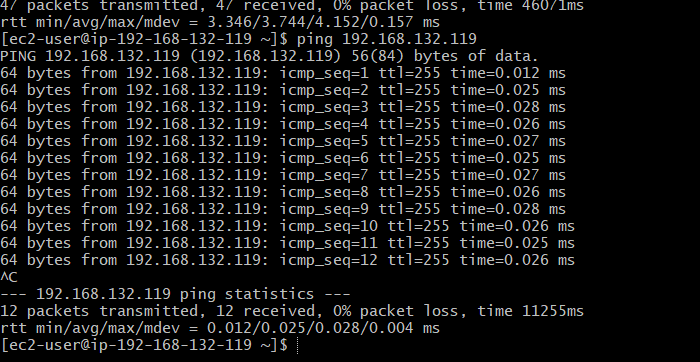 47 packets transmitted, 47 received, 0% packet loss, time 46071ms
rtt min/avg/max/mdev = 3.346/3.744/4.152/0.157 ms
[ec2-user@ip-192-168-132-119 ~]$ ping 192.168.132.119
PING 192.168.132.119 (192.168.132.119) 56(84) bytes of data.
64 bytes from 192.168.132.119: icmp_seq=1 ttl=255 time=0.012 ms
64 bytes from 192.168.132.119: icmp_seq=2 ttl=255 time=0.025 ms
64 bytes from 192.168.132.119: icmp_seq=3 ttl=255 time=0.028 ms
64 bytes from 192.168.132.119: icmp_seq=4 ttl=255 time=0.026 ms
64 bytes from 192.168.132.119: icmp_seq=5 ttl=255 time=0.027 ms
64 bytes from 192.168.132.119: icmp_seq=6 ttl=255 time=0.025 ms
64 bytes from 192.168.132.119: icmp_seq=7 ttl=255 time=0.027 ms
64 bytes from 192.168.132.119: icmp_seq=8 ttl=255 time=0.026 ms
64 bytes from 192.168.132.119: icmp_seq=9 ttl=255 time=0.028 ms
64 bytes from 192.168.132.119: icmp_seq=10 ttl=255 time=0.026 ms
64 bytes from 192.168.132.119: icmp_seq=11 ttl=255 time=0.025 ms
64 bytes from 192.168.132.119: icmp_seq=12 ttl=255 time=0.026 ms
^C
--- 192.168.132.119 ping statistics ---
12 packets transmitted, 12 received, 0% packet loss, time 11255ms
rtt min/avg/max/mdev = 0.012/0.025/0.028/0.004 ms
[ec2-user@ip-192-168-132-119 ~]$